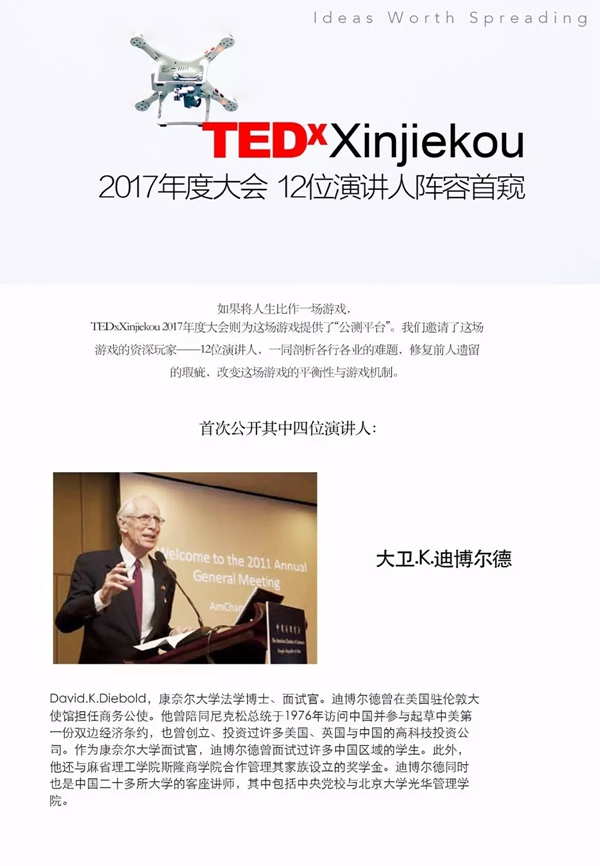 Ideas Worth Spreading
TEDxXinjiekou
2017年度大会 12位演讲人阵容首窥
如果将人生比作一场游戏，
TEDxXinjiekou 2017年度大会则为这场游戏提供了“公测平台”。我们邀请了这场
游戏的资深玩家——12位演讲人，一同剖析各行各业的难题，修复前人遗留
的瑕疵，改变这场游戏的平衡性与游戏机制。
首次公开其中四位演讲人：
Welcome to the 2011 Annual
General Meeting
AmCham
大卫.K.迪博尔德
David.K.Diebold，康奈尔大学法学博士、面试官。迪博尔德曾在美国驻伦敦大
使馆担任商务公使。他曾陪同尼克松总统于1976年访问中国并参与起草中美第
一份双边经济条约，也曾创立、投资过许多美国、英国与中国的高科技投资公
司。作为康奈尔大学面试官，迪博尔德曾面试过许多中国区域的学生。此外，
他还与麻省理工学院斯隆商学院合作管理其家族设立的奖学金。迪博尔德同时
也是中国二十多所大学的客座讲师，其中包括中央党校与北京大学光华管理学
院。